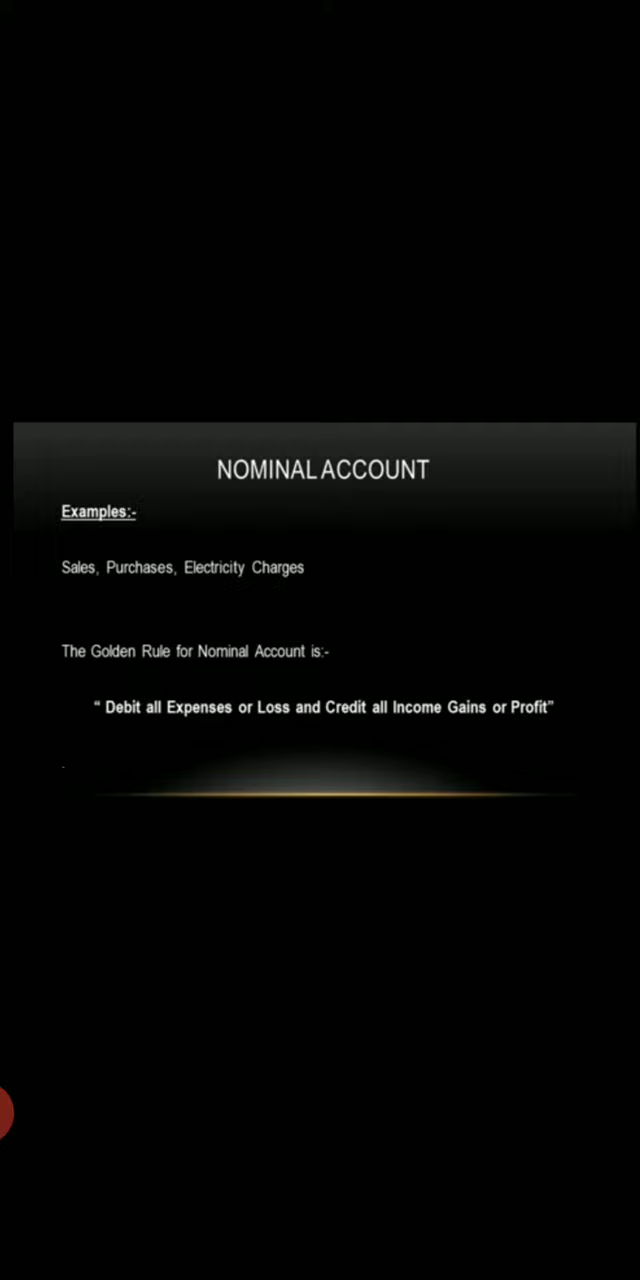 NOMINAL ACCOUNT
Examples:-
Sales, Purchases, Electricity Charges
The Golden Rule for Nominal Account is:-
“ Debit all Expenses or Loss and Credit all Income Gains or Profit”
.